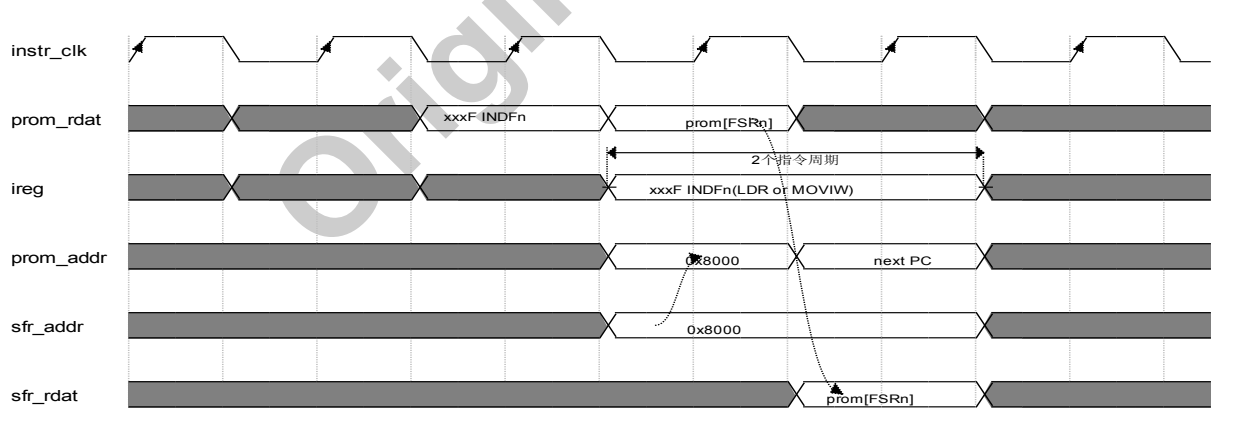 instr_clk
prom_rdat
xxxF INDFn
prom[FSRn]
2个指令周期
ireg
xxxF INDFn(LDR or MOVIW)
prom_addr
0x8000
next PC
sfr_addr
0x8000
sfr_rdat
prom[FSRn]
Origin